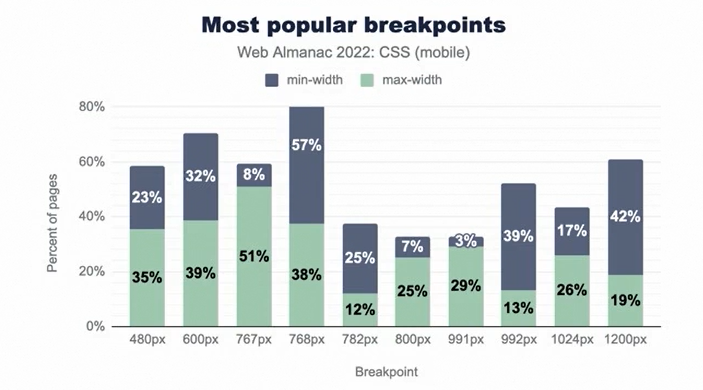 Most popular breakpoints
Web Almanac 2022: CSS (mobile)
min-width max-width
80%
60%
40%
20%
0%
Percent of pages
23% 32% 8% 57% 25% 7% 3% 39% 17% 42%
35% 39% 51% 38% 12% 25% 29% 13% 26% 19%
480px 600px 767px 768px 782px 800px 991px 992px 1024px 1200px
Breakpoint